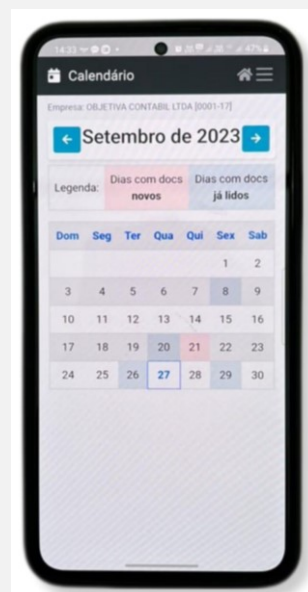 14:33
47%
Calendário
Empresa: OBJETIVA CONTABIL LTDA [0001-17]
Setembro de 2023
Legenda: Dias com docs novos Dias com docs já lidos
Dom Seg Ter Qua Qui Sex Sab
1 2
3 4 5 6 7 8 9
10 11 12 13 14 15 16
17 18 19 20 21 22 23
24 25 26 27 28 29 30